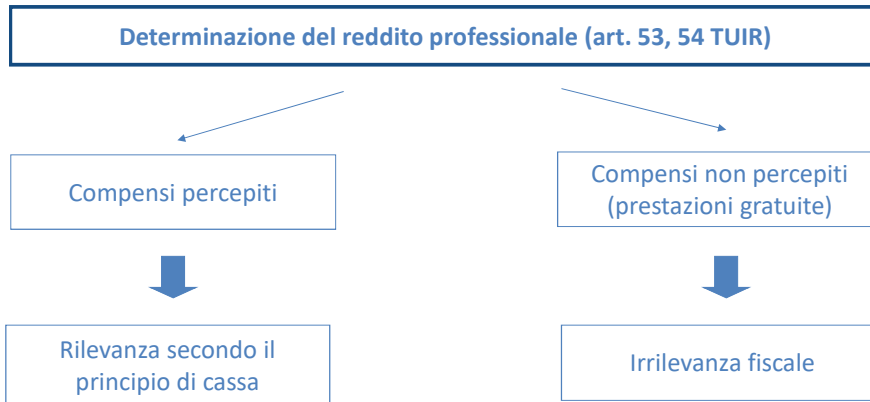 Determinazione del reddito professionale (art. 53, 54 TUIR)
Compensi percepiti
Compensi non percepiti
(prestazioni gratuite)
Rilevanza secondo il
principio di cassa
Irrilevanza fiscale